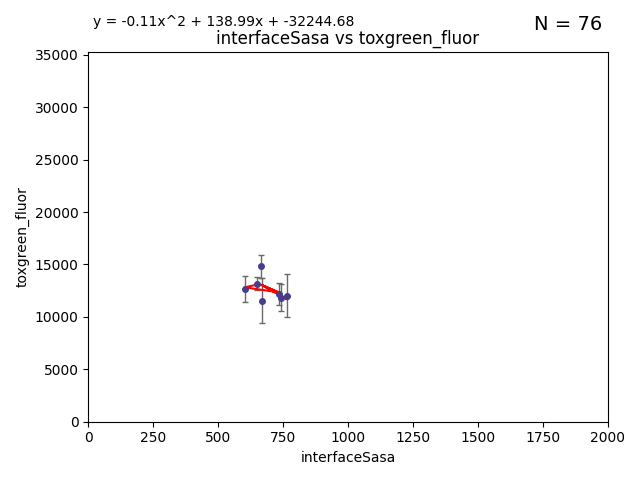 y = -0.11x^2 + 138.99x + -32244.68
N = 76
interfaceSasa vs toxgreen_fluor
35000
30000
25000
20000
15000
10000
5000
0
toxgreen_fluor
0 250 500 750 1000 1250 1500 1750 2000
interfaceSasa